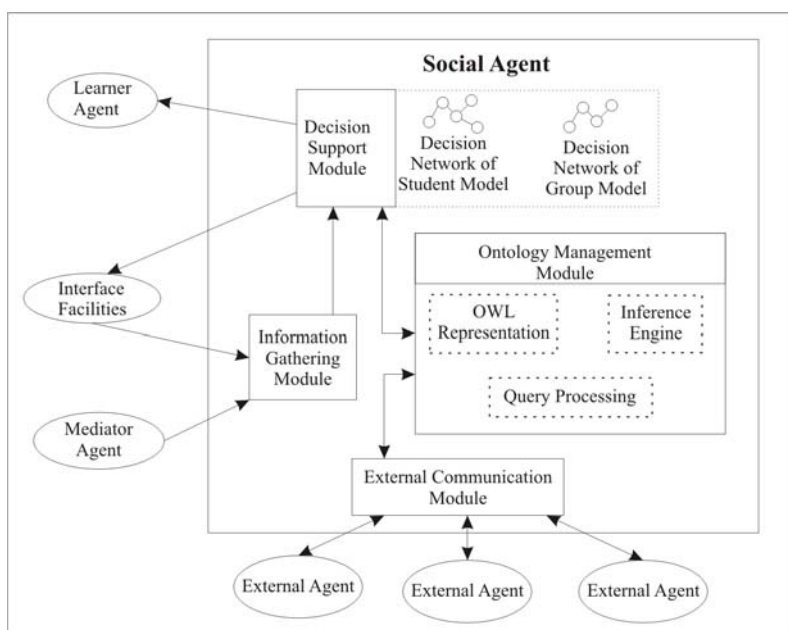 Social Agent
Learner
Agent
Decision
Support
Module
Decision
Network of
Student Model
Decision
Network of
Group Model
Ontology Management
Module
Interface
Facilities
OWL
Representation
Inference
Engine
Information
Gathering
Module
Query Processing
Mediator
Agent
External Communication
Module
External Agent
External Agent
External Agent